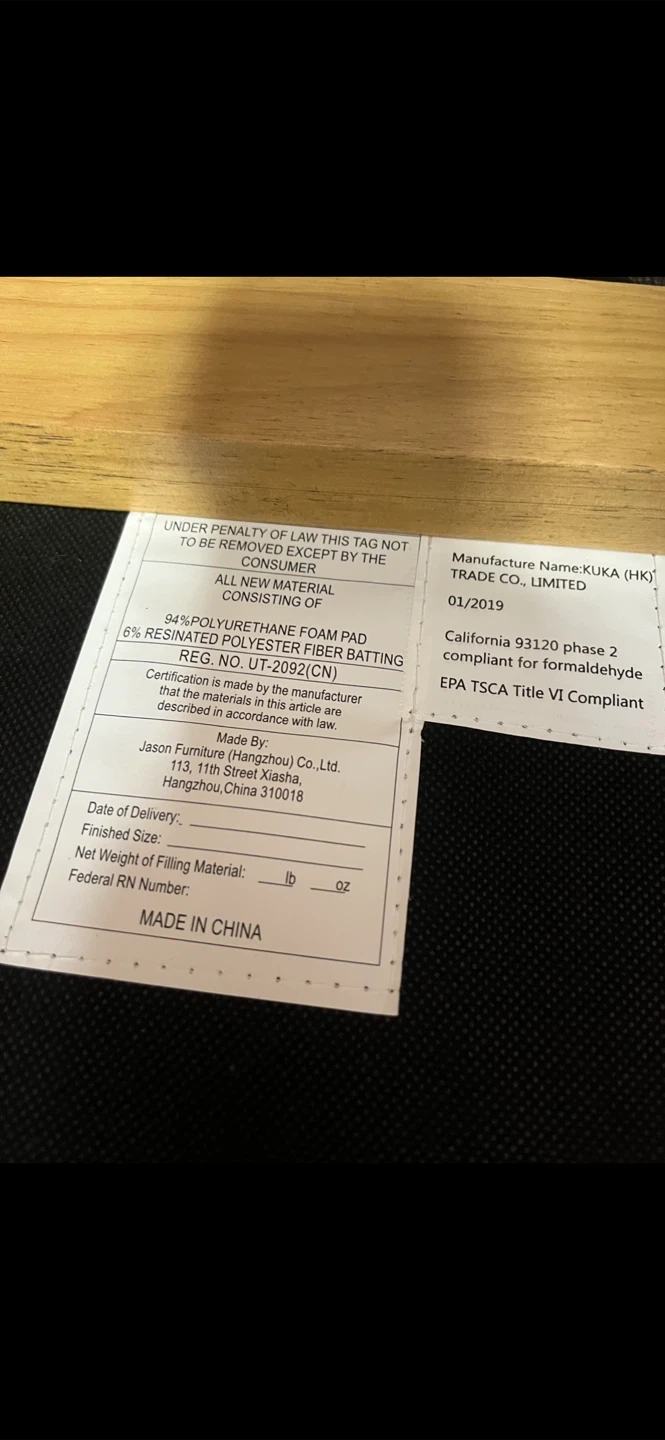 UNDER PENALTY OF LAW THIS TAG NOT
TO BE REMOVED EXCEPT BY THE
CONSUMER
ALL NEW MATERIAL
CONSISTING OF
94%POLYURETHANE FOAM PAD
6% RESINATED POLYESTER FIBER BATTING
REG. NO. UT-2092(CN)
Certification is made by the manufacturer
that the materials in this article are
described in accordance with law.
Made By:
Jason Furniture (Hangzhou) Co.,Ltd.
113, 11th Street Xiasha,
Hangzhou,China 310018
Date of Delivery:
Finished Size:
Net Weight of Filling Material: lb oz
Federal RN Number:
MADE IN CHINA
Manufacture Name:KUKA (HK)
TRADE CO., LIMITED
01/2019
California 93120 phase 2
compliant for formaldehyde
EPA TSCA Title VI Compliant